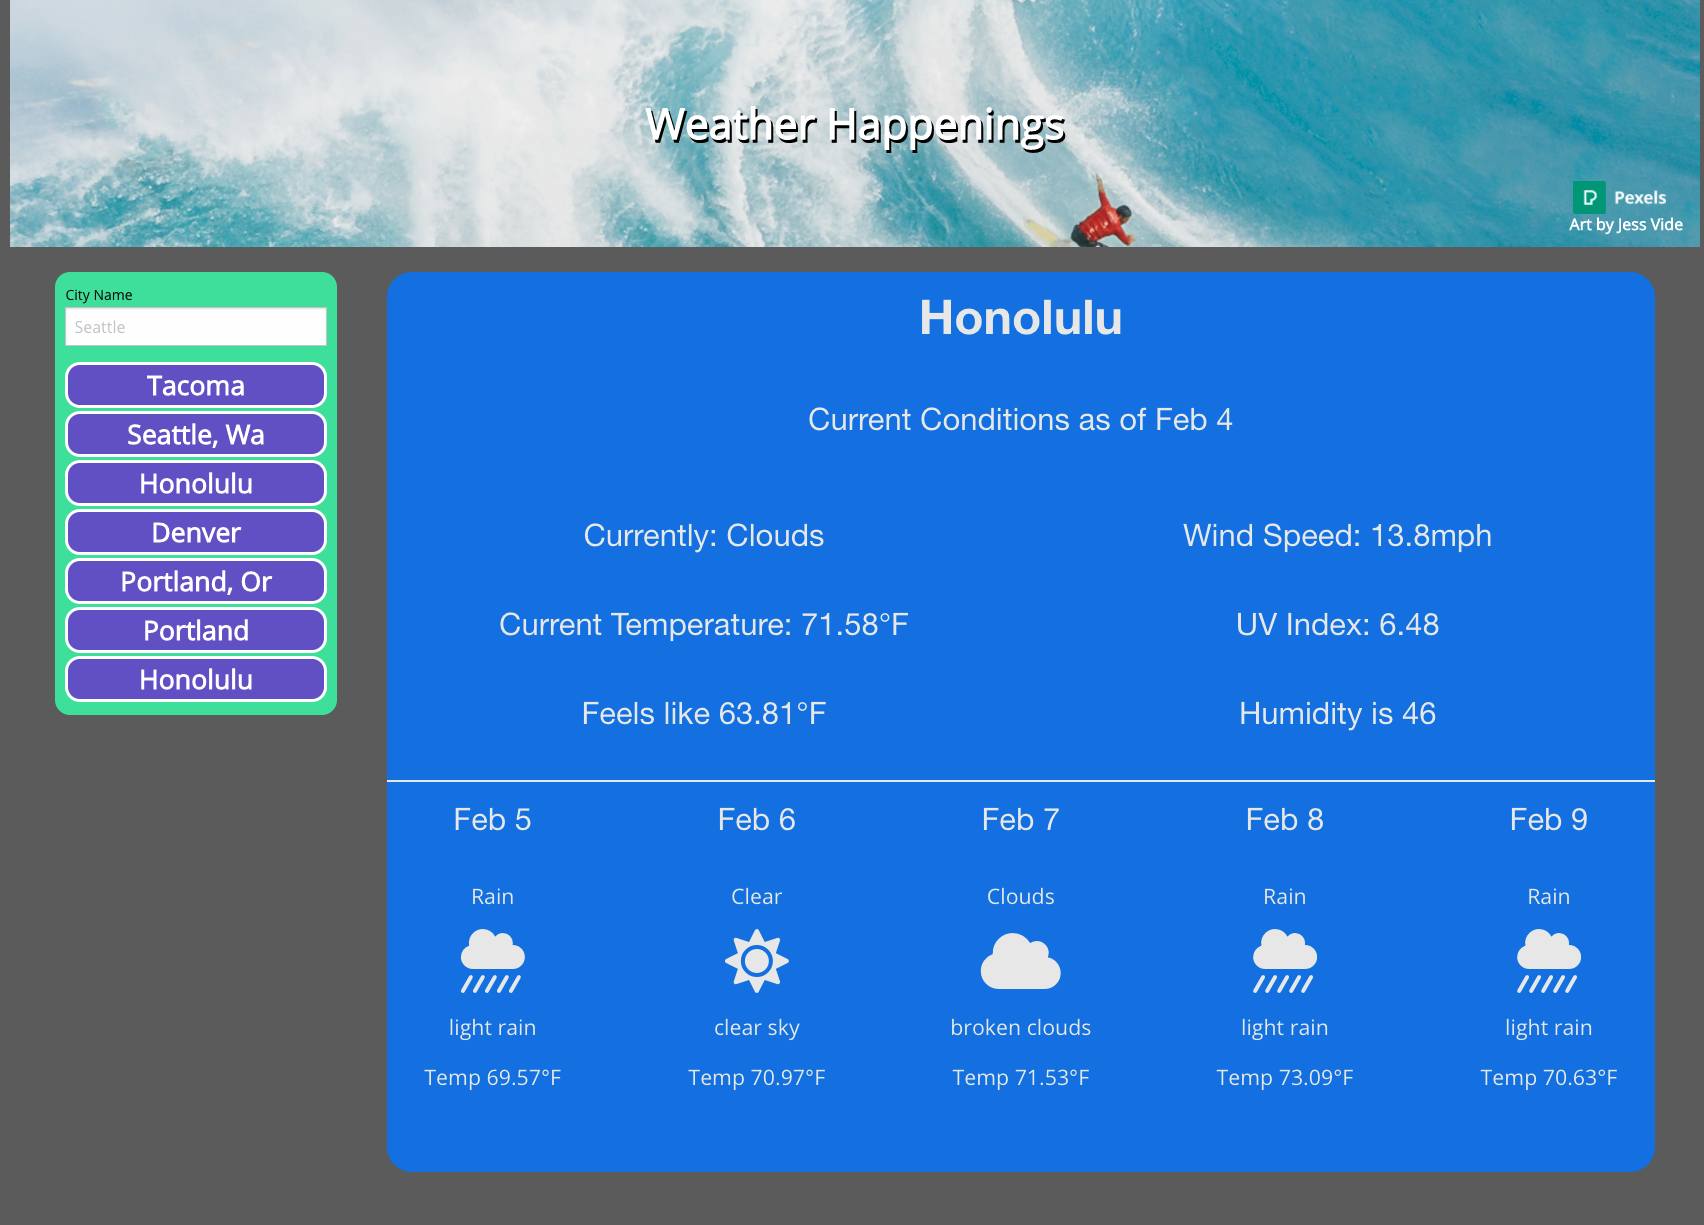 Weather Happenings
Pexels
Art by Jess Vide
City Name
Seattle
Tacoma
Seattle, Wa
Honolulu
Denver
Portland, Or
Portland
Honolulu
Honolulu
Current Conditions as of Feb 4
Currently: Clouds
Wind Speed: 13.8mph
Current Temperature: 71.58°F
UV Index: 6.48
Feels like 63.81°F
Humidity is 46
Feb 5
Rain
light rain
Temp 69.57°F
Feb 6
Clear
clear sky
Temp 70.97°F
Feb 7
Clouds
broken clouds
Temp 71.53°F
Feb 8
Rain
light rain
Temp 73.09°F
Feb 9
Rain
light rain
Temp 70.63°F